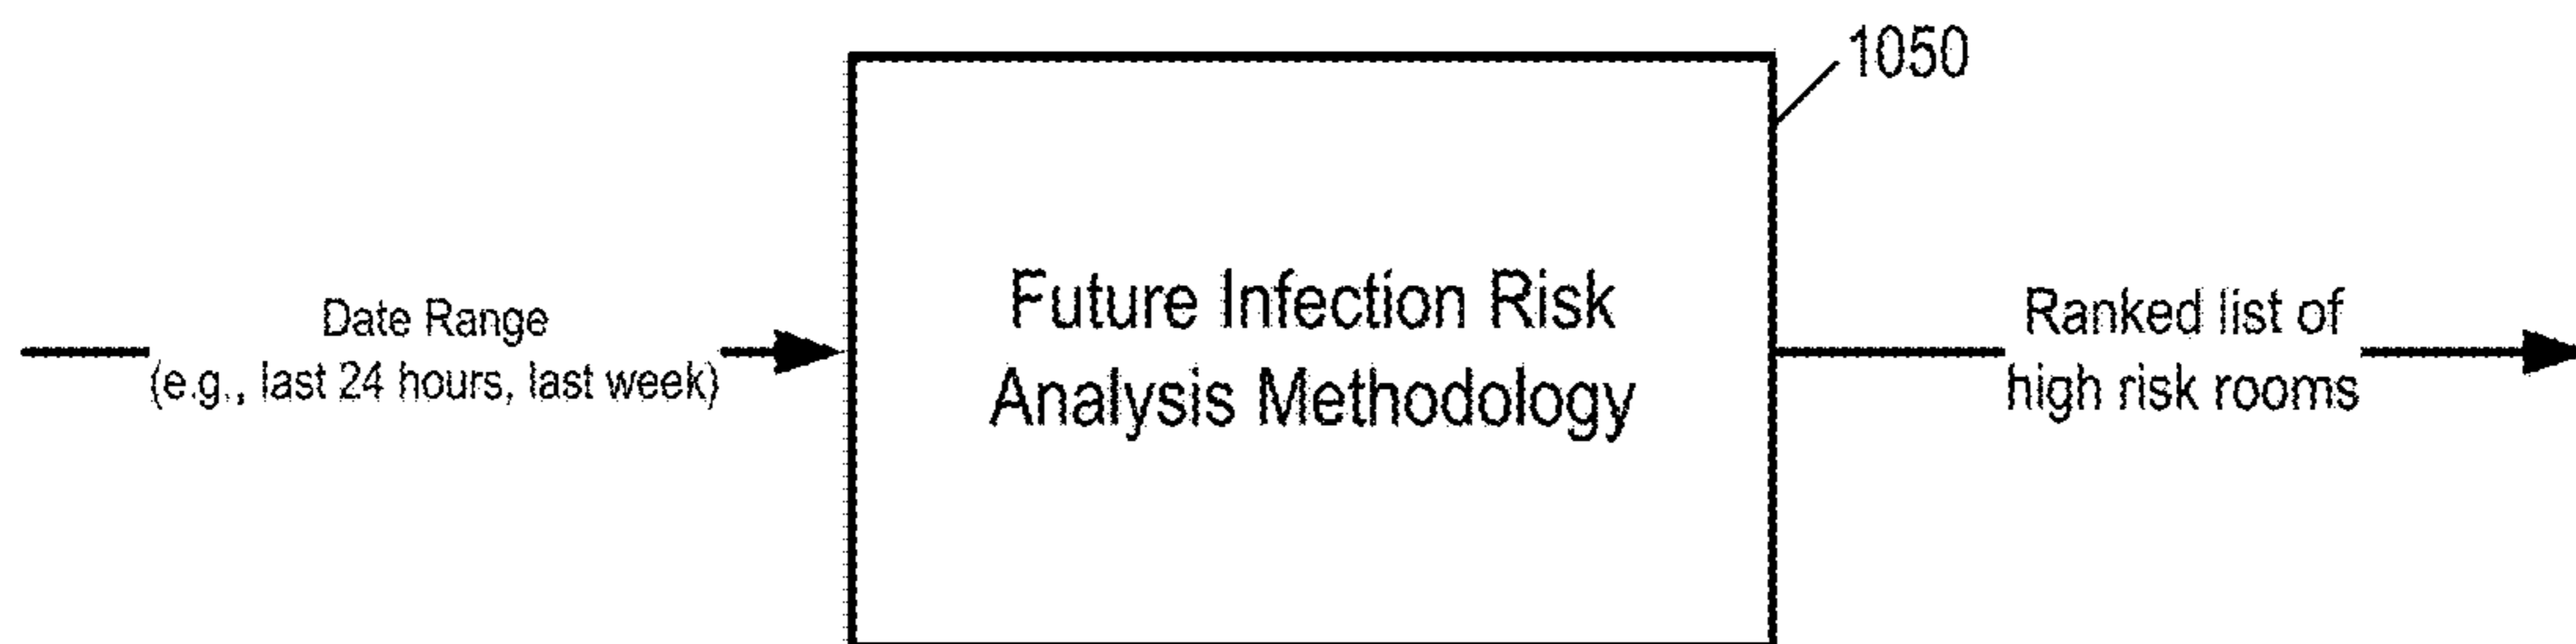 1050
Date Range
(e.g., last 24 hours, last week)
Future Infection Risk
Analysis Methodology
Ranked list of
high risk rooms